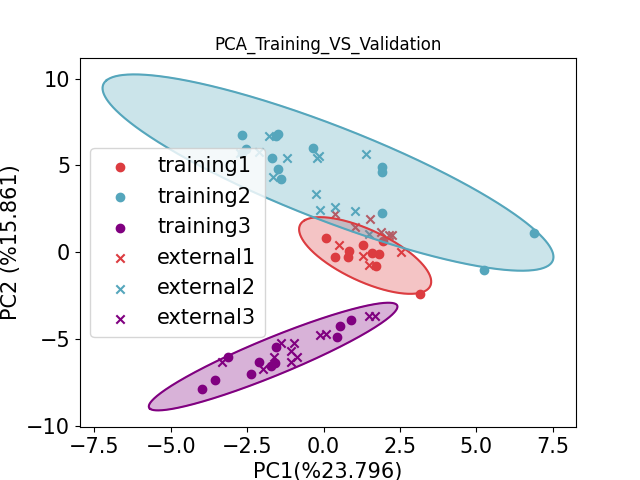 PCA_Training_VS_Validation
10
5
0
−5
−10
PC2 (%15.861)
training1
training2
training3
external1
external2
external3
−7.5 −5.0 −2.5 0.0 2.5 5.0 7.5
PC1(%23.796)